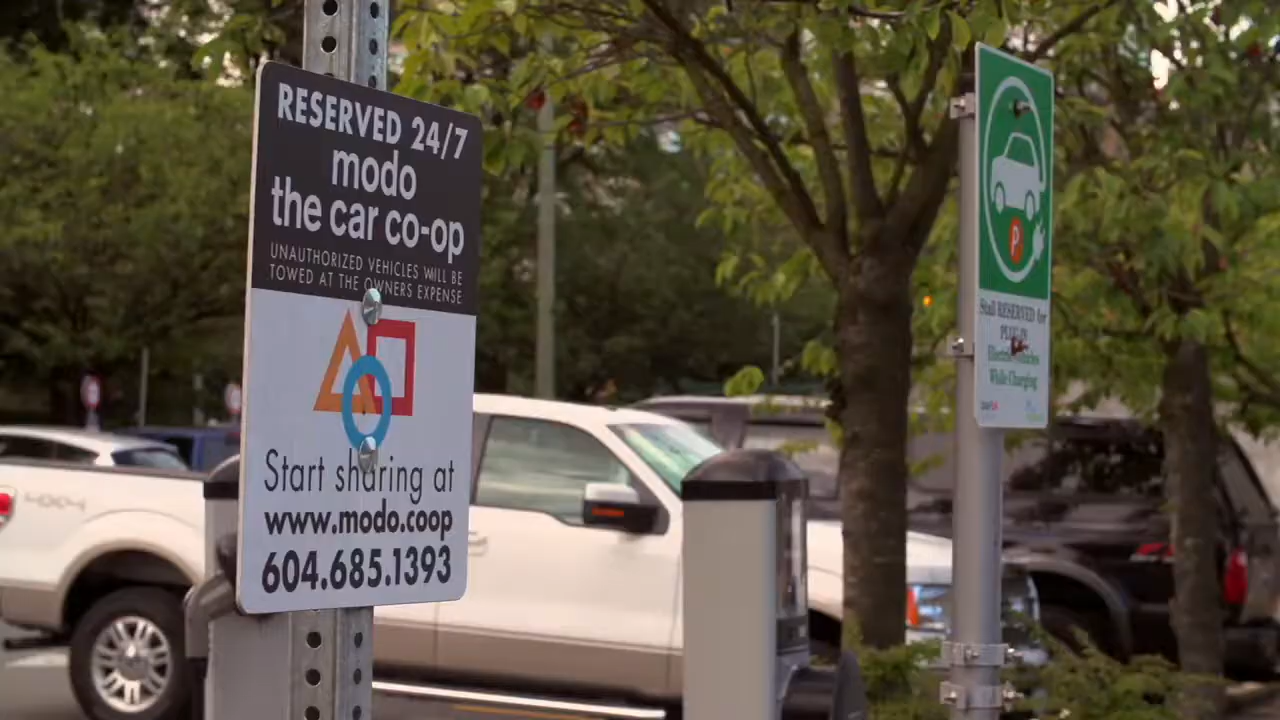 RESERVED 24/7
modo
the car co-op
UNAUTHORIZED VEHICLES WILL BE
TOWED AT THE OWNERS EXPENSE
Start sharing at
www.modo.coop
604.685.1393
P
Stall RESERVED for
PLUG-IN
Electric Vehicles
While Charging
4X4